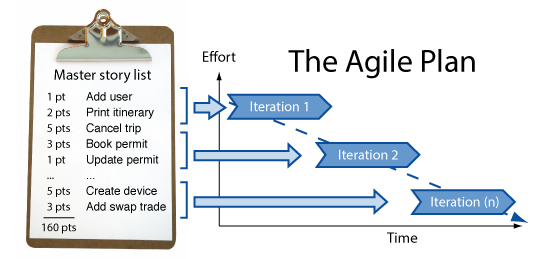 The Agile Plan
Master story list
1 pt Add user
2 pts Print itinerary
5 pts Cancel trip
3 pts Book permit
1 pt Update permit
... ...
5 pts Create device
3 pts Add swap trade
160 pts
Effort
Iteration 1
Iteration 2
Iteration (n)
Time